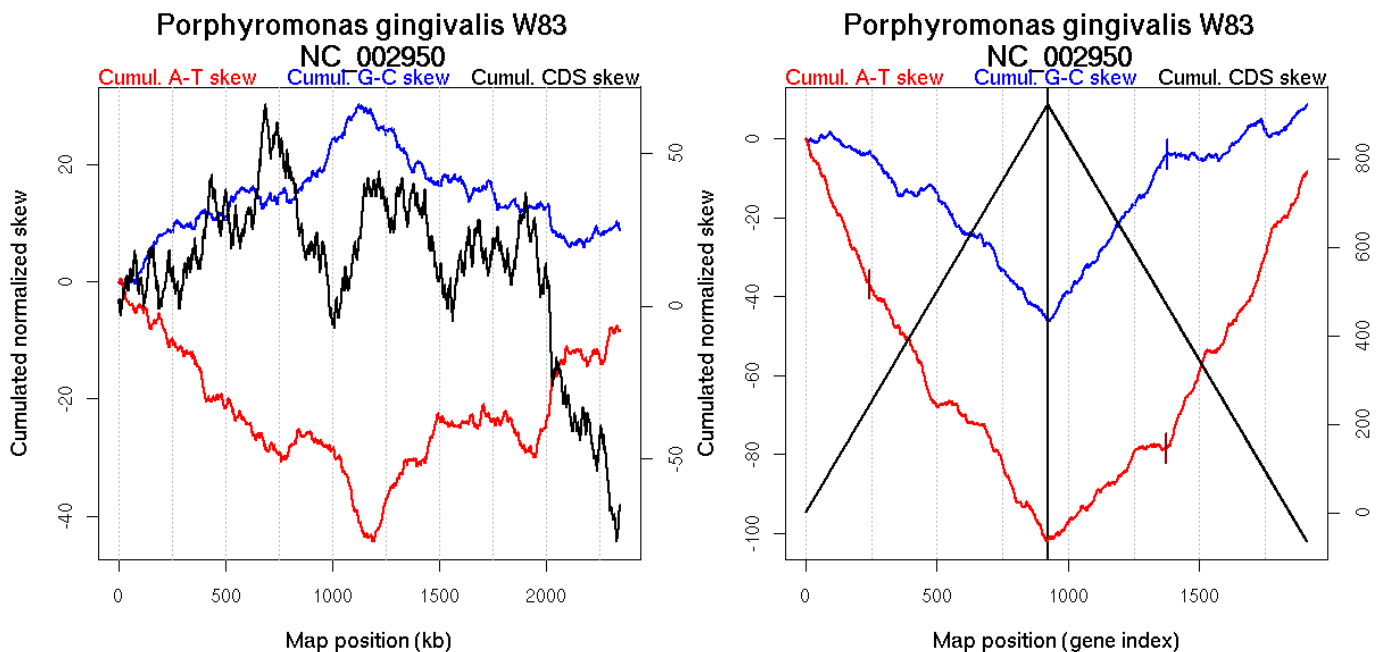 Porphyromonas gingivalis W83
NC_002950
Cumul. A-T skew Cumul. G-C skew Cumul. CDS skew
Cumulated normalized skew
20
0
-20
-40
50
0
-50
0 500 1000 1500 2000
Map position (kb)
Porphyromonas gingivalis W83
NC_002950
Cumul. A-T skew Cumul. G-C skew Cumul. CDS skew
Cumulated normalized skew
0
-20
-40
-60
-80
-100
800
600
400
200
0
0 500 1000 1500
Map position (gene index)